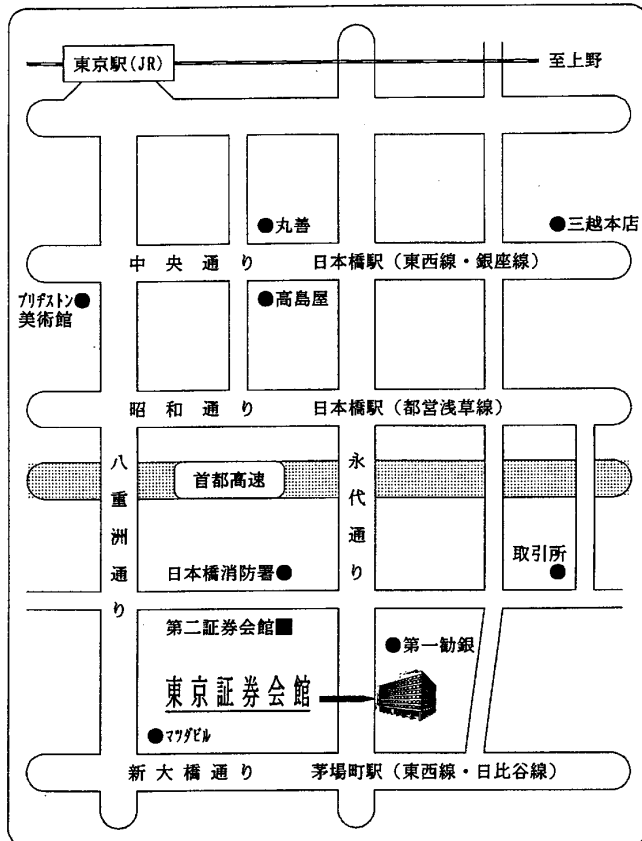 東京駅(JR)
至上野
●丸善
●三越本店
中央通り
日本橋駅(東西線・銀座線)
ブリヂストン●
美術館
●高島屋
昭和通り
日本橋駅(都営浅草線)
八重洲通り
首都高速
永代通り
取引所
日本橋消防署●
第二証券会館■
●第一勧銀
東京証券会館
●マツダビル
新大橋通り
茅場町駅(東西線・日比谷線)